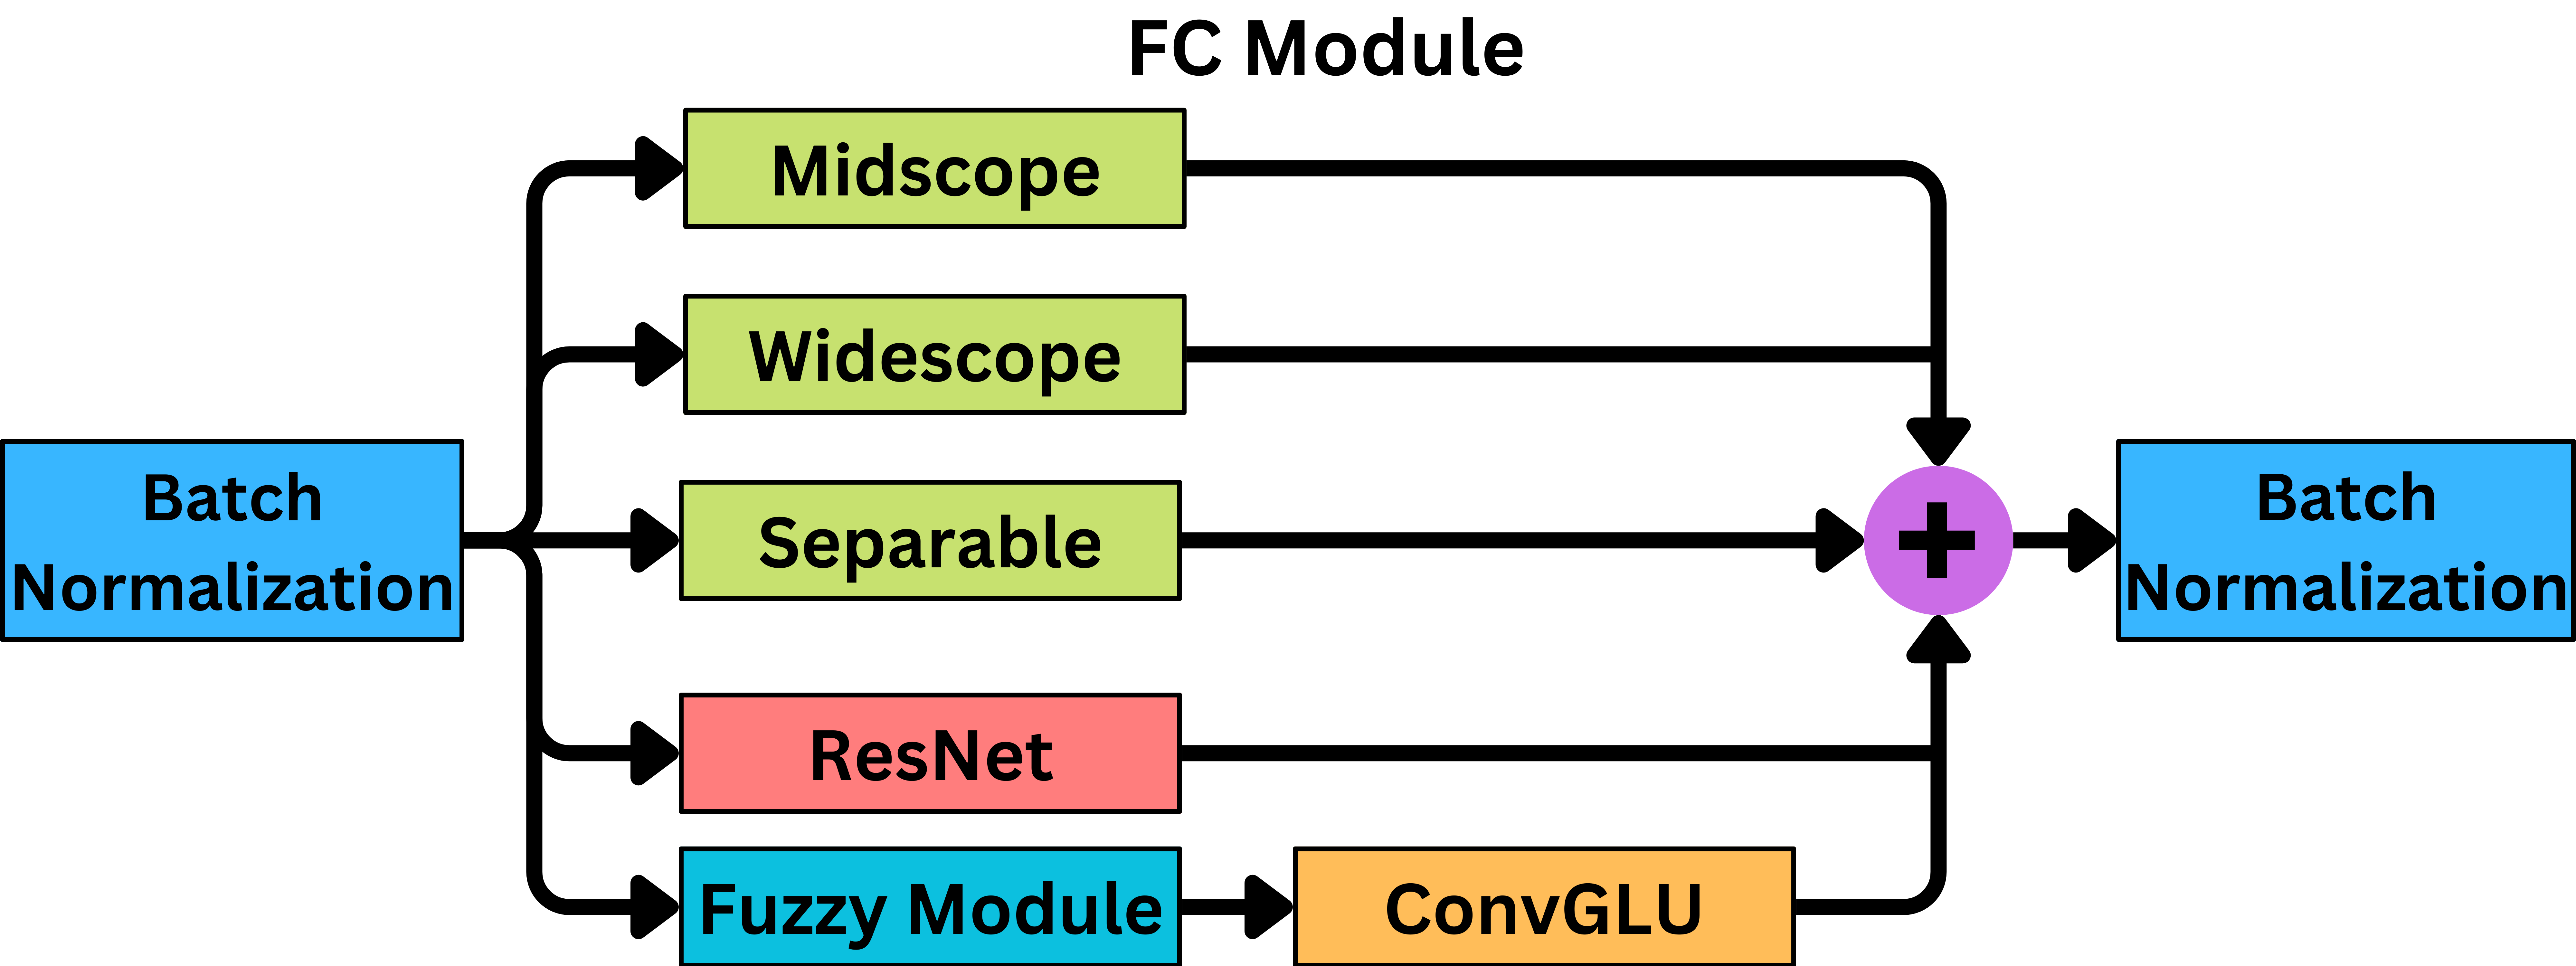 FC Module
Midscope
Widescope
Batch
Normalization
Separable
+
Batch
Normalization
ResNet
Fuzzy Module
ConvGLU